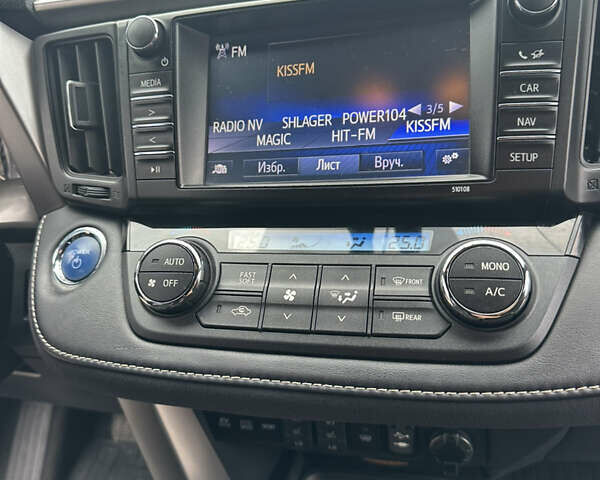 FM
KISSFM
MEDIA
CAR
3/5
RADIO NV SHLAGER POWER104
MAGIC HIT-FM KISSFM
NAV
Избр. Лист Вруч.
SETUP
510108
POWER
25.0
AUTO
OFF
FAST
SOFT
FRONT
REAR
MONO
A/C